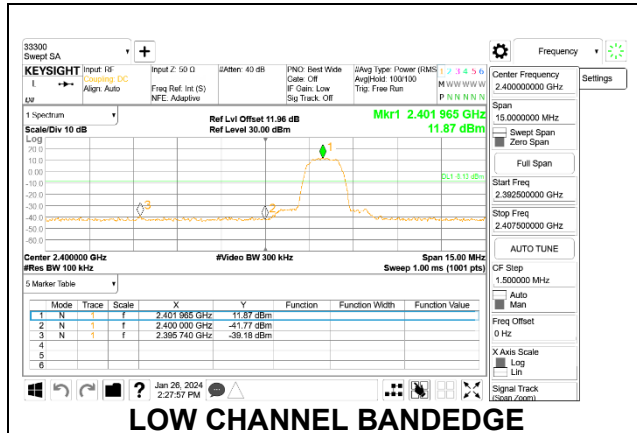 33300
Swept SA
+
Frequency
KEYSIGHT
Input: RF
Coupling: DC
Align: Auto
Input Z: 50 Ω
Freq Ref: Int (S)
NFE: Adaptive
#Atten: 40 dB
PNO: Best Wide
Gate: Off
IF Gain: Low
Sig Track: Off
#Avg Type: Power (RMS)
Avg|Hold: 100/100
Trig: Free Run
1 2 3 4 5 6
M W W W W W
P N N N N N
L
Center Frequency
2.400000000 GHz
Settings
Span
15.0000000 MHz
Swept Span
Zero Span
Full Span
Start Freq
2.392500000 GHz
Stop Freq
2.407500000 GHz
AUTO TUNE
CF Step
1.500000 MHz
Auto
Man
Freq Offset
0 Hz
X Axis Scale
Log
Lin
Signal Track
(Span Zoom)
1 Spectrum
Scale/Div 10 dB
Ref Lvl Offset 11.96 dB
Ref Level 30.00 dBm
Mkr1 2.401 965 GHz
11.87 dBm
Log
20.0
10.0
0.00
-10.0
-20.0
-30.0
-40.0
-50.0
-60.0
1
2
3
Center 2.400000 GHz
#Res BW 100 kHz
#Video BW 300 kHz
Span 15.00 MHz
Sweep 1.00 ms (1001 pts)
5 Marker Table
Mode Trace Scale X Y Function Function Width Function Value
1 N 1 f 2.401 965 GHz 11.87 dBm
2 N 1 f 2.400 000 GHz -41.77 dBm
3 N 1 f 2.395 740 GHz -39.18 dBm
4
5
6
?
Jan 26, 2024
2:27:57 PM
LOW CHANNEL BANDEDGE